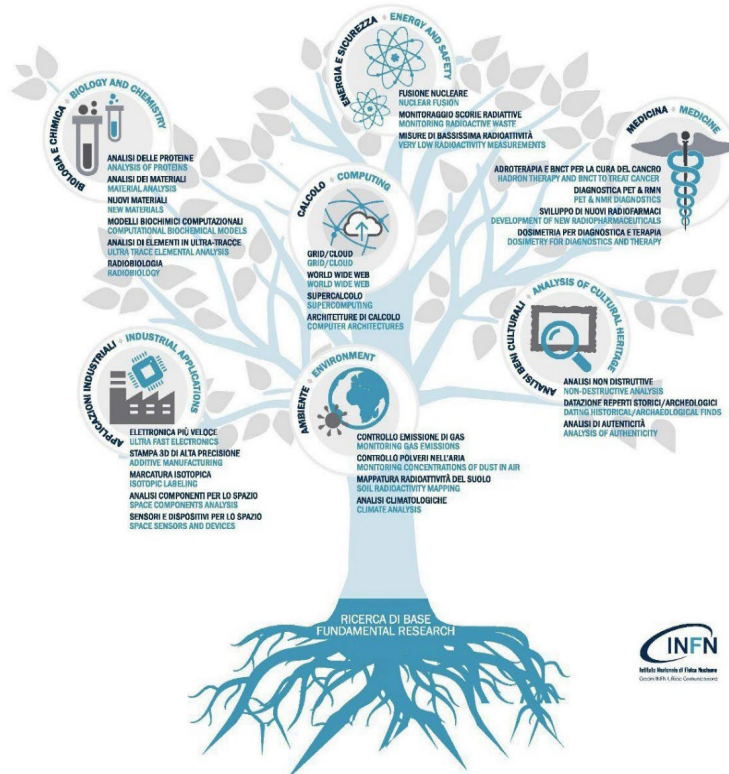 ENERGIA E SICUREZZA • ENERGY AND SAFETY
FUSIONE NUCLEARE
NUCLEAR FUSION
MONITORAGGIO SCORIE RADIATTIVE
MONITORING RADIOACTIVE WASTE
MISURE DI BASSISSIMA RADIOATTIVITÀ
VERY LOW RADIOACTIVITY MEASUREMENTS
BIOLOGIA E CHIMICA • BIOLOGY AND CHEMISTRY
ANALISI DELLE PROTEINE
ANALYSIS OF PROTEINS
ANALISI DEI MATERIALI
MATERIAL ANALYSIS
NUOVI MATERIALI
NEW MATERIALS
MODELLI BIOCHIMICI COMPUTAZIONALI
COMPUTATIONAL BIOCHEMICAL MODELS
ANALISI DI ELEMENTI IN ULTRA-TRACCE
ULTRA TRACE ELEMENTAL ANALYSIS
RADIOBIOLOGIA
RADIOBIOLOGY
MEDICINA • MEDICINE
ADROTERAPIA E BNCT PER LA CURA DEL CANCRO
HADRON THERAPY AND BNCT TO TREAT CANCER
DIAGNOSTICA PET & RMN
PET & NMR DIAGNOSTICS
SVILUPPO DI NUOVI RADIOFARMACI
DEVELOPMENT OF NEW RADIOPHARMACEUTICALS
DOSIMETRIA PER DIAGNOSTICA E TERAPIA
DOSIMETRY FOR DIAGNOSTICS AND THERAPY
CALCOLO • COMPUTING
GRID/CLOUD
GRID/CLOUD
WORLD WIDE WEB
WORLD WIDE WEB
SUPERCALCOLO
SUPERCOMPUTING
ARCHITETTURE DI CALCOLO
COMPUTER ARCHITECTURES
ANALISI BENI CULTURALI • ANALYSIS OF CULTURAL HERITAGE
ANALISI NON DISTRUTTIVE
NON-DESTRUCTIVE ANALYSIS
DATAZIONE REPERTI STORICI/ARCHEOLOGICI
DATING HISTORICAL/ARCHAEOLOGICAL FINDS
ANALISI DI AUTENTICITÀ
ANALYSIS OF AUTHENTICITY
APPLICAZIONI INDUSTRIALI • INDUSTRIAL APPLICATIONS
ELETTRONICA PIÙ VELOCE
ULTRA FAST ELECTRONICS
STAMPA 3D DI ALTA PRECISIONE
ADDITIVE MANUFACTURING
MARCATURA ISOTOPICA
ISOTOPIC LABELING
ANALISI COMPONENTI PER LO SPAZIO
SPACE COMPONENTS ANALYSIS
SENSORI E DISPOSITIVI PER LO SPAZIO
SPACE SENSORS AND DEVICES
AMBIENTE • ENVIRONMENT
CONTROLLO EMISSIONE DI GAS
MONITORING GAS EMISSIONS
CONTROLLO POLVERI NELL'ARIA
MONITORING CONCENTRATIONS OF DUST IN AIR
MAPPATURA RADIOATTIVITÀ DEL SUOLO
SOIL RADIOACTIVITY MAPPING
ANALISI CLIMATOLOGICHE
CLIMATE ANALYSIS
RICERCA DI BASE
FUNDAMENTAL RESEARCH
INFN
Istituto Nazionale di Fisica Nucleare